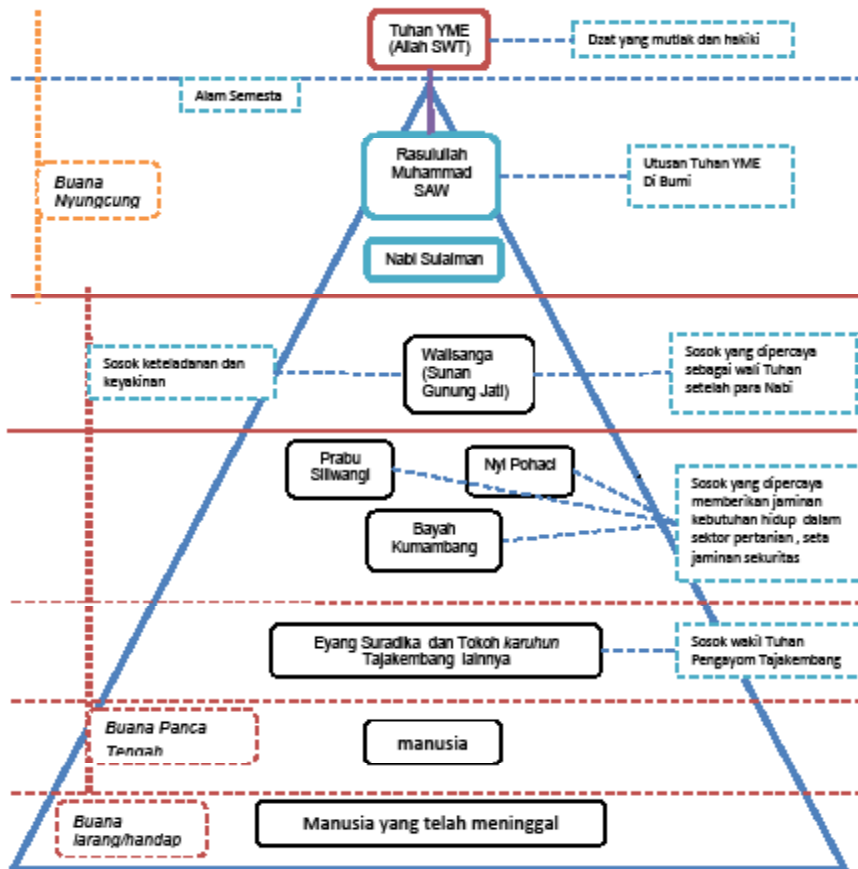 Tuhan YME
(Allah SWT)
Dzat yang mutlak dan hakiki
Alam Semesta
Rasulullah
Muhammad
SAW
Utusan Tuhan YME
Di Bumi
Buana
Nyungcung
Nabi Sulaiman
Sosok keteladanan dan
keyakinan
Walisanga
(Sunan
Gunung Jati)
Sosok yang dipercaya
sebagai wali Tuhan
setelah para Nabi
Prabu
Siliwangi
Nyi Pohaci
Bayah
Kumambang
Sosok yang dipercaya
memberikan jaminan
kebutuhan hidup dalam
sektor pertanian , seta
jaminan sekuritas
Eyang Suradika dan Tokoh karuhun
Tajakembang lainnya
Sosok wakil Tuhan
Pengayom Tajakembang
Buana Panca
Tengah
manusia
Buana
larang/handap
Manusia yang telah meninggal